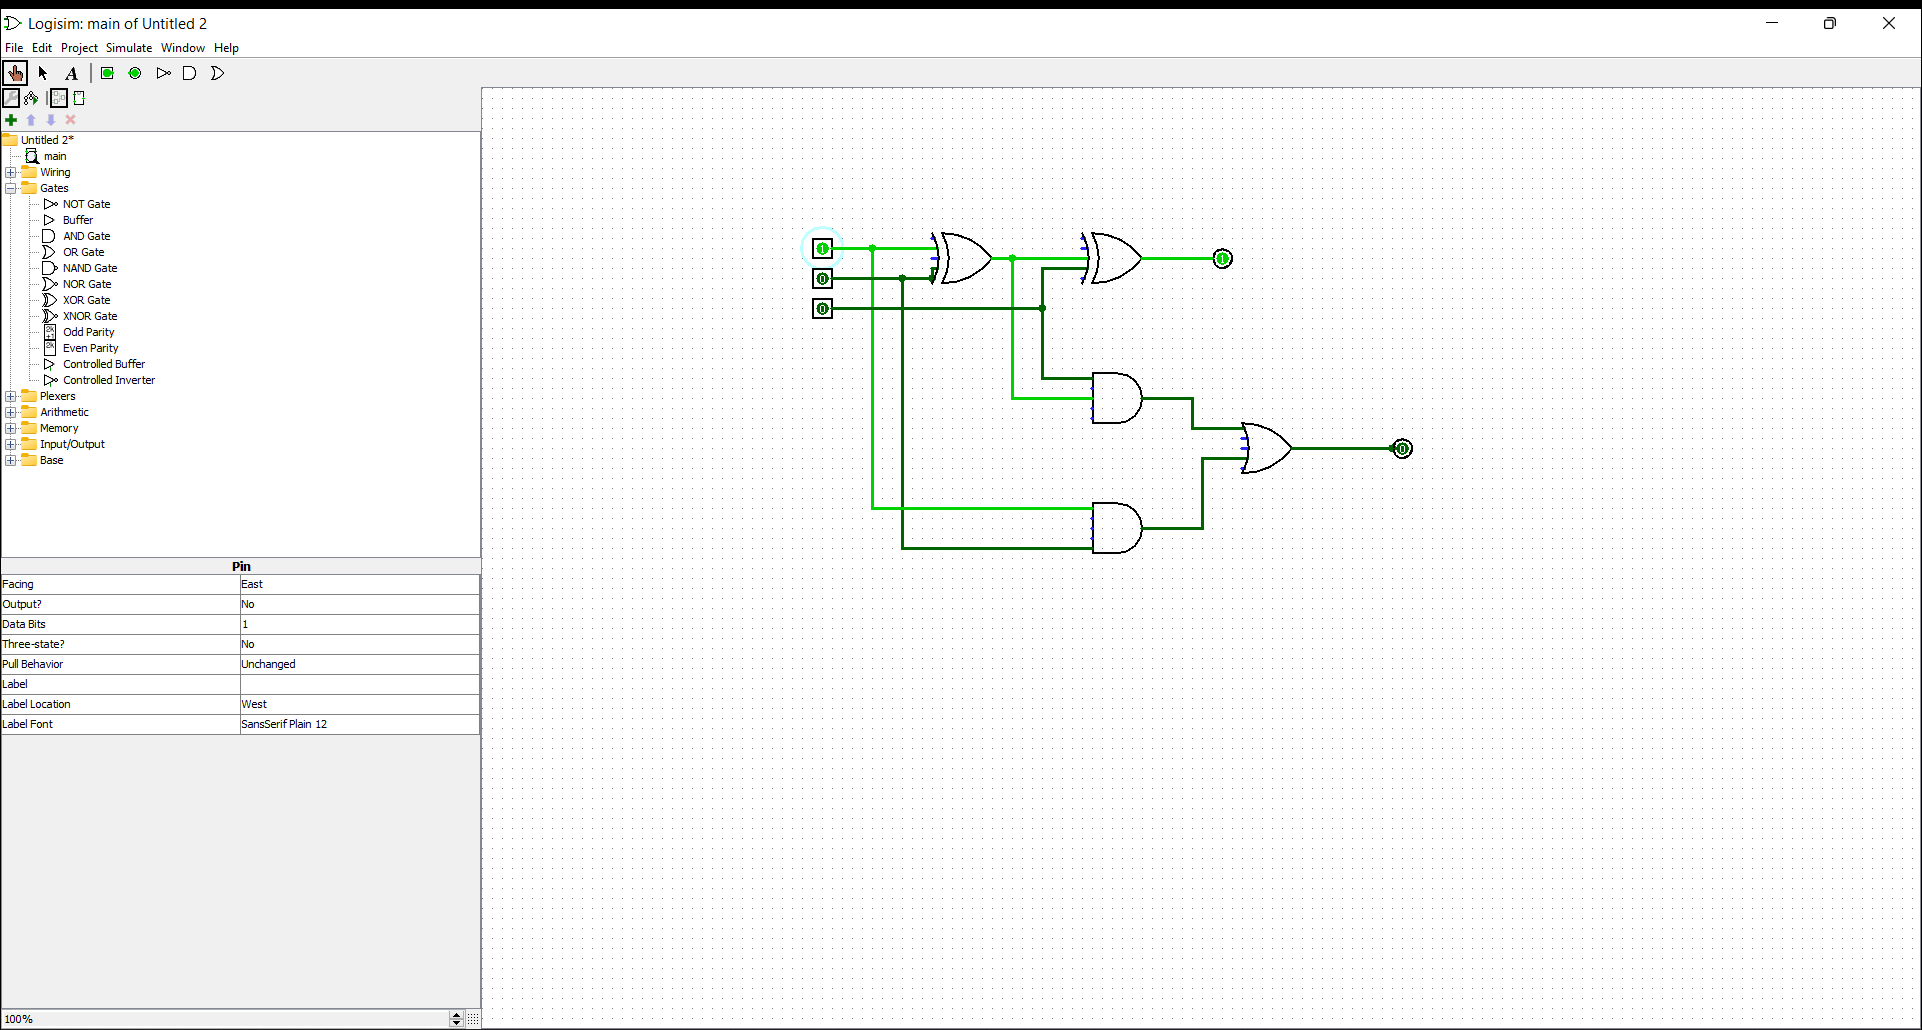 Logisim: main of Untitled 2
File Edit Project Simulate Window Help
A
Untitled 2*
main
Wiring
Gates
NOT Gate
Buffer
AND Gate
OR Gate
NAND Gate
NOR Gate
XOR Gate
XNOR Gate
Odd Parity
Even Parity
Controlled Buffer
Controlled Inverter
Plexers
Arithmetic
Memory
Input/Output
Base
Pin
Facing East
Output? No
Data Bits 1
Three-state? No
Pull Behavior Unchanged
Label
Label Location West
Label Font SansSerif Plain 12
100%
1
0
0
1
0